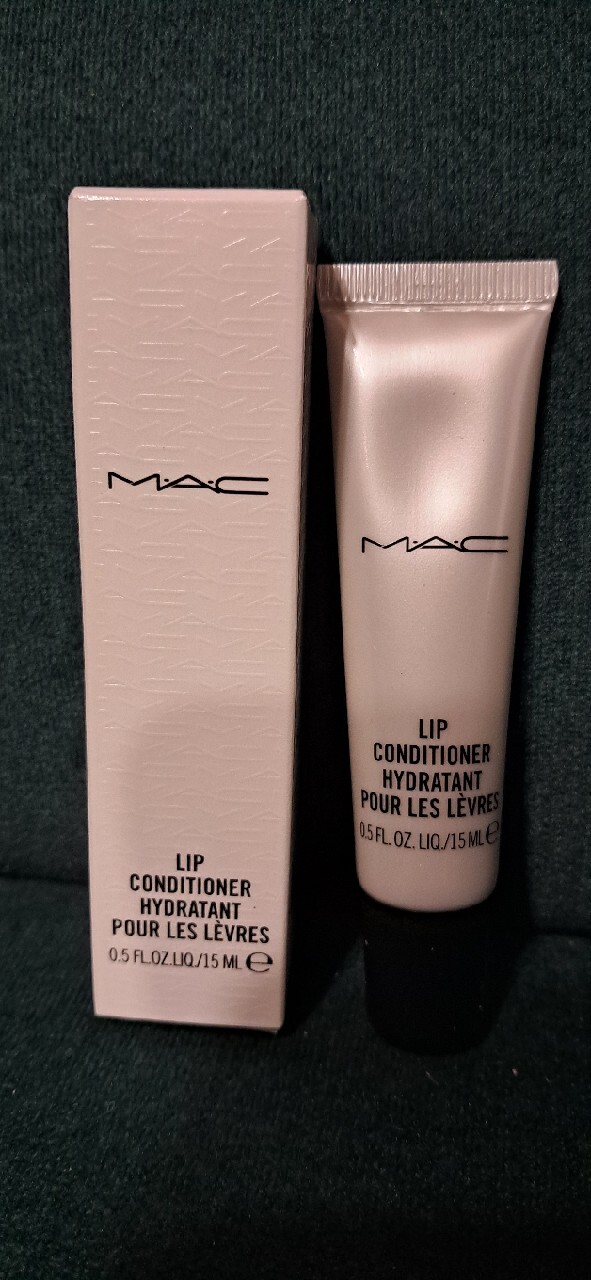 M·A·C
LIP
CONDITIONER
HYDRATANT
POUR LES LÈVRES
0.5 FL.OZ.LIQ./15 ML ℮
M·A·C
LIP
CONDITIONER
HYDRATANT
POUR LES LÈVRES
0.5 FL. OZ. LIQ./15 ML ℮